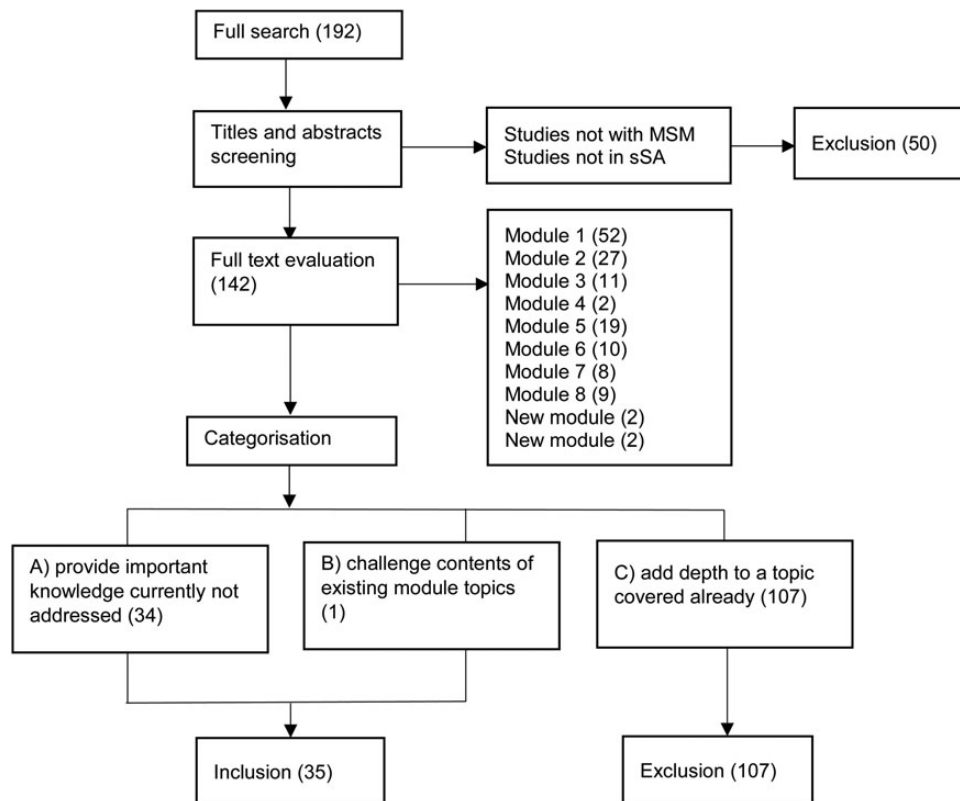 Full search (192)
Titles and abstracts
screening
Studies not with MSM
Studies not in sSA
Exclusion (50)
Full text evaluation
(142)
Module 1 (52)
Module 2 (27)
Module 3 (11)
Module 4 (2)
Module 5 (19)
Module 6 (10)
Module 7 (8)
Module 8 (9)
New module (2)
New module (2)
Categorisation
A) provide important
knowledge currently not
addressed (34)
B) challenge contents of
existing module topics
(1)
C) add depth to a topic
covered already (107)
Inclusion (35)
Exclusion (107)